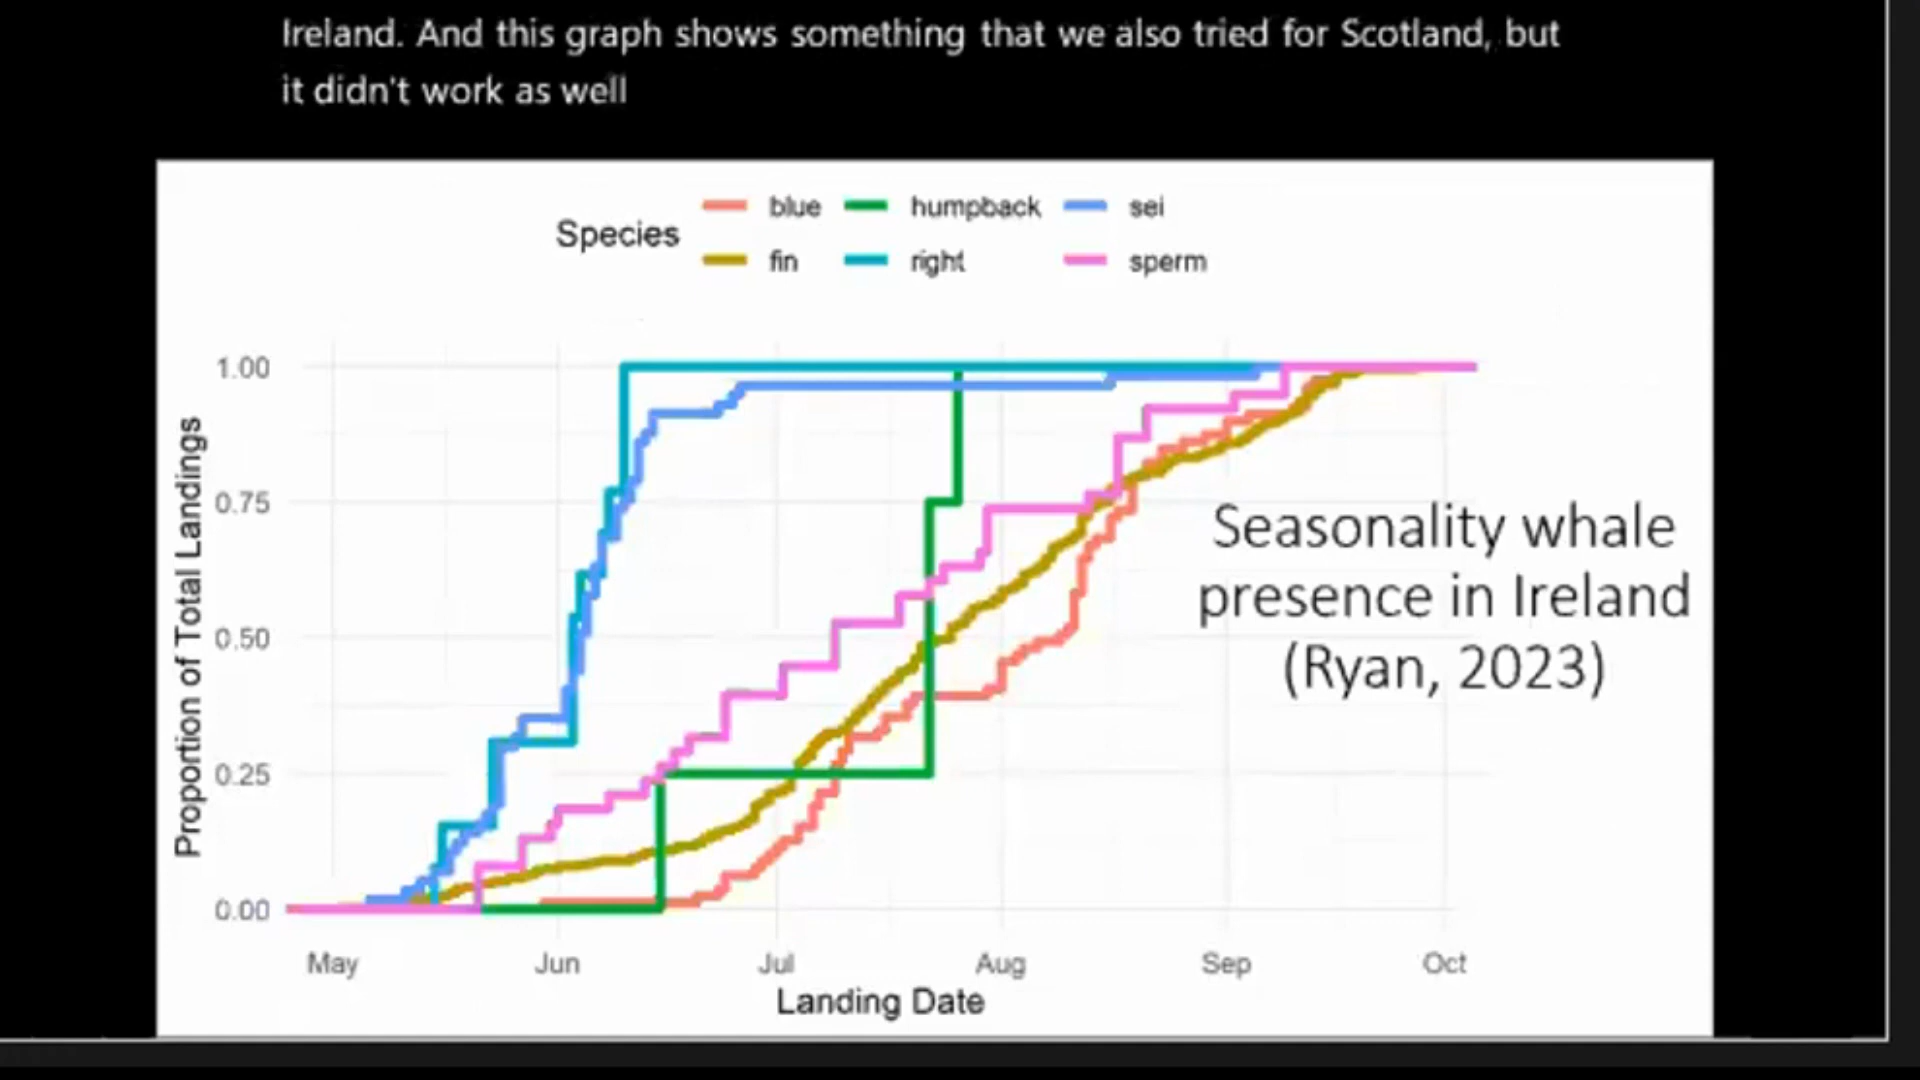 Ireland. And this graph shows something that we also tried for Scotland, but
it didn't work as well
Species
blue
humpback
sei
fin
right
sperm
Proportion of Total Landings
1.00
0.75
0.50
0.25
0.00
Seasonality whale
presence in Ireland
(Ryan, 2023)
May
Jun
Jul
Aug
Sep
Oct
Landing Date